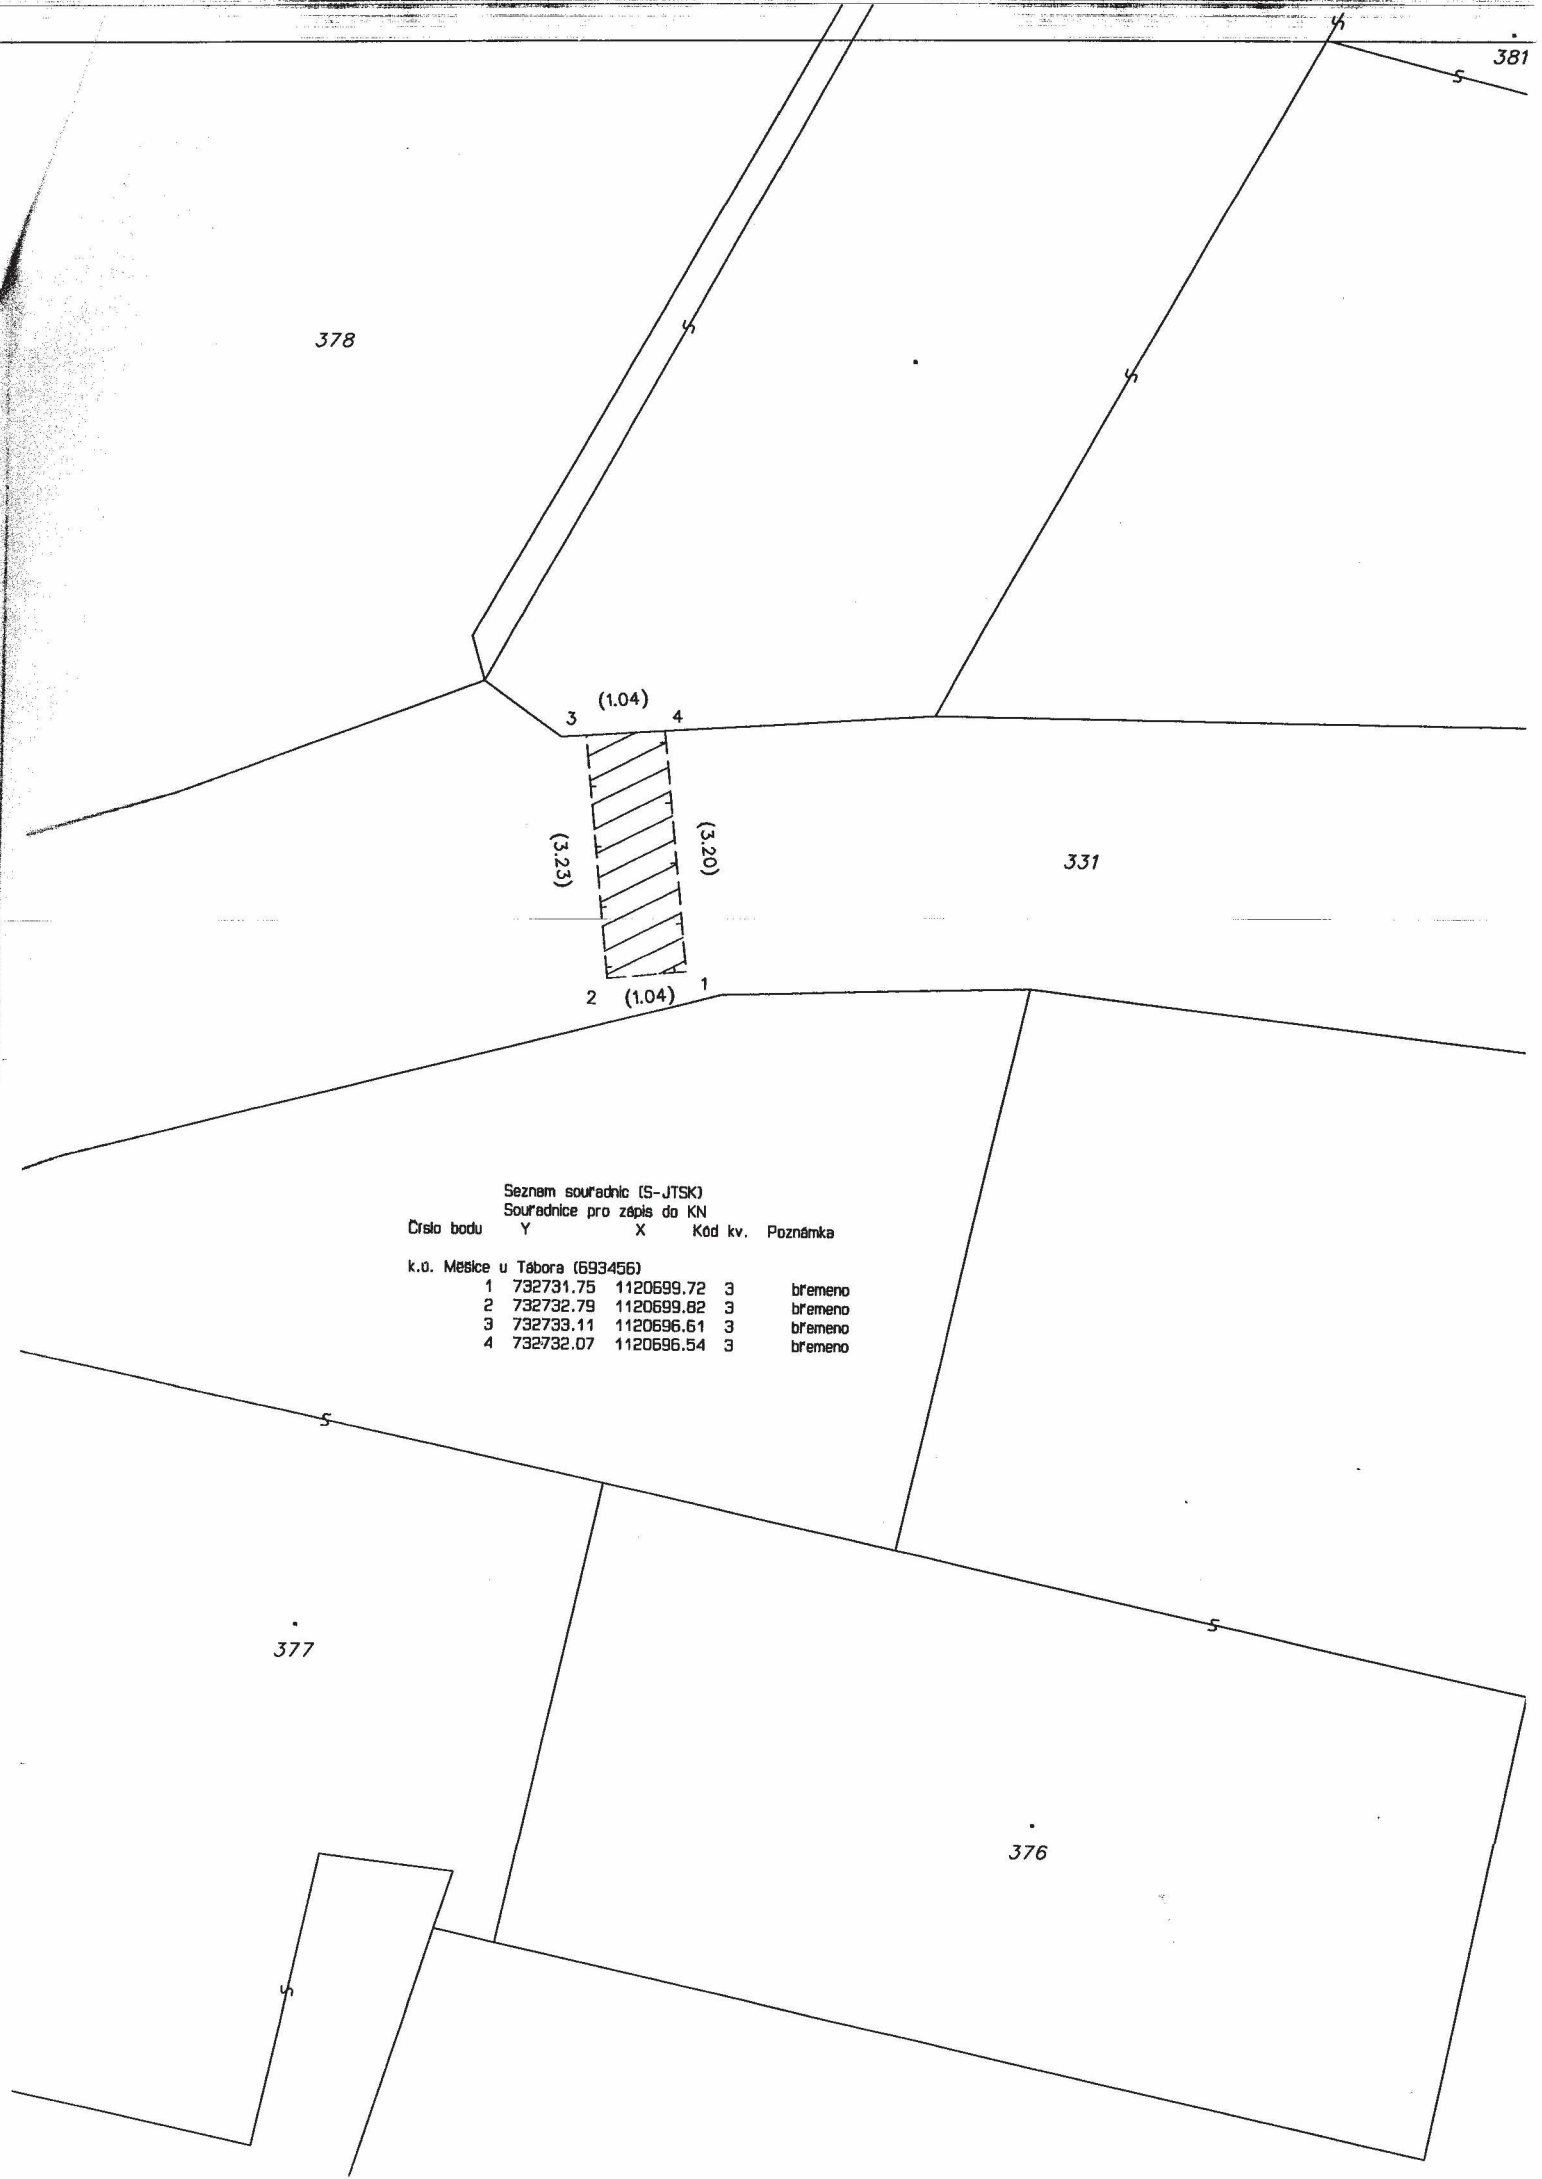 381
378
(1.04)
3 4
(3.23)
(3.20)
331
2 (1.04) 1
Seznam souřadnic (S-JTSK)
Souřadnice pro zápis do KN
Číslo bodu Y X Kód kv. Poznámka
k.ú. Měšice u Tábora (693456)
1 732731.75 1120699.72 3 břemeno
2 732732.79 1120699.82 3 břemeno
3 732733.11 1120696.61 3 břemeno
4 732732.07 1120696.54 3 břemeno
377
376